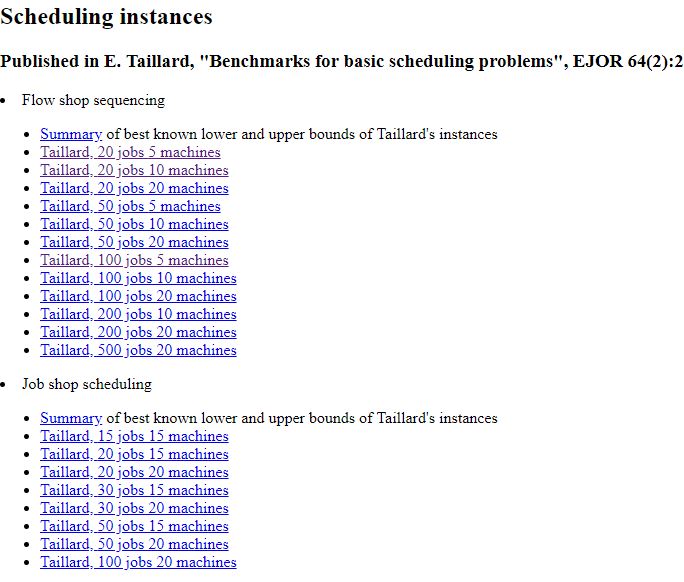 Scheduling instances
Published in E. Taillard, "Benchmarks for basic scheduling problems", EJOR 64(2):2
Flow shop sequencing
Summary of best known lower and upper bounds of Taillard's instances
Taillard, 20 jobs 5 machines
Taillard, 20 jobs 10 machines
Taillard, 20 jobs 20 machines
Taillard, 50 jobs 5 machines
Taillard, 50 jobs 10 machines
Taillard, 50 jobs 20 machines
Taillard, 100 jobs 5 machines
Taillard, 100 jobs 10 machines
Taillard, 100 jobs 20 machines
Taillard, 200 jobs 10 machines
Taillard, 200 jobs 20 machines
Taillard, 500 jobs 20 machines
Job shop scheduling
Summary of best known lower and upper bounds of Taillard's instances
Taillard, 15 jobs 15 machines
Taillard, 20 jobs 15 machines
Taillard, 20 jobs 20 machines
Taillard, 30 jobs 15 machines
Taillard, 30 jobs 20 machines
Taillard, 50 jobs 15 machines
Taillard, 50 jobs 20 machines
Taillard, 100 jobs 20 machines